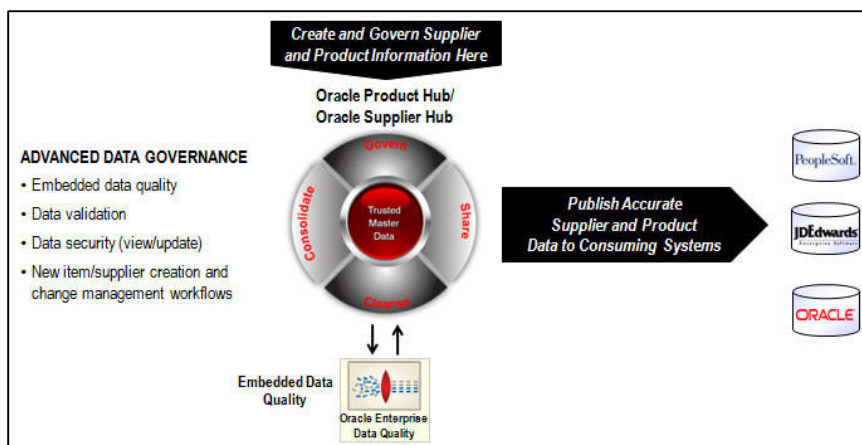 Create and Govern Supplier
and Product Information Here
Oracle Product Hub/
Oracle Supplier Hub
ADVANCED DATA GOVERNANCE
• Embedded data quality
• Data validation
• Data security (view/update)
• New item/supplier creation and
change management workflows
Govern
Consolidate
Trusted
Master
Data
Share
Cleanse
Publish Accurate
Supplier and Product
Data to Consuming Systems
PeopleSoft.
JDEdwards
Enterprise Software
ORACLE
Embedded Data
Quality
Oracle Enterprise
Data Quality